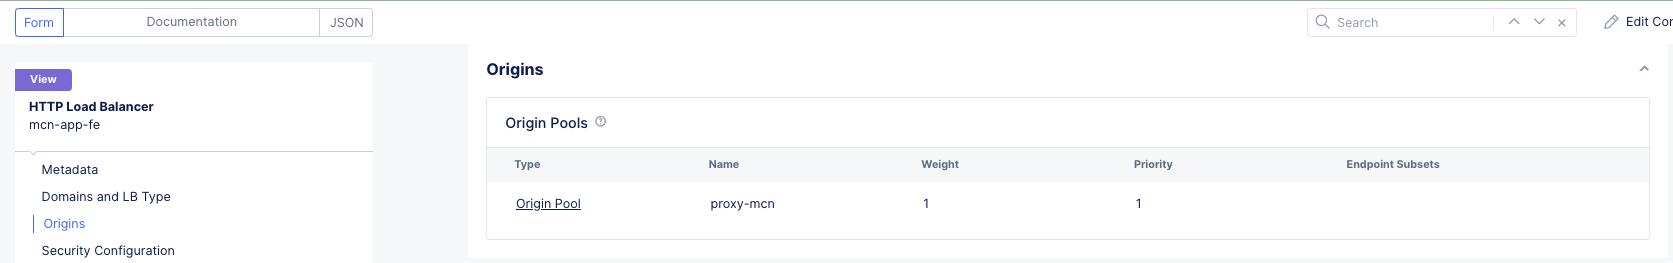 Form Documentation JSON Search Edit Cor
View
HTTP Load Balancer
mcn-app-fe
Metadata
Domains and LB Type
Origins
Security Configuration
Origins
Origin Pools
Type Name Weight Priority Endpoint Subsets
Origin Pool proxy-mcn 1 1